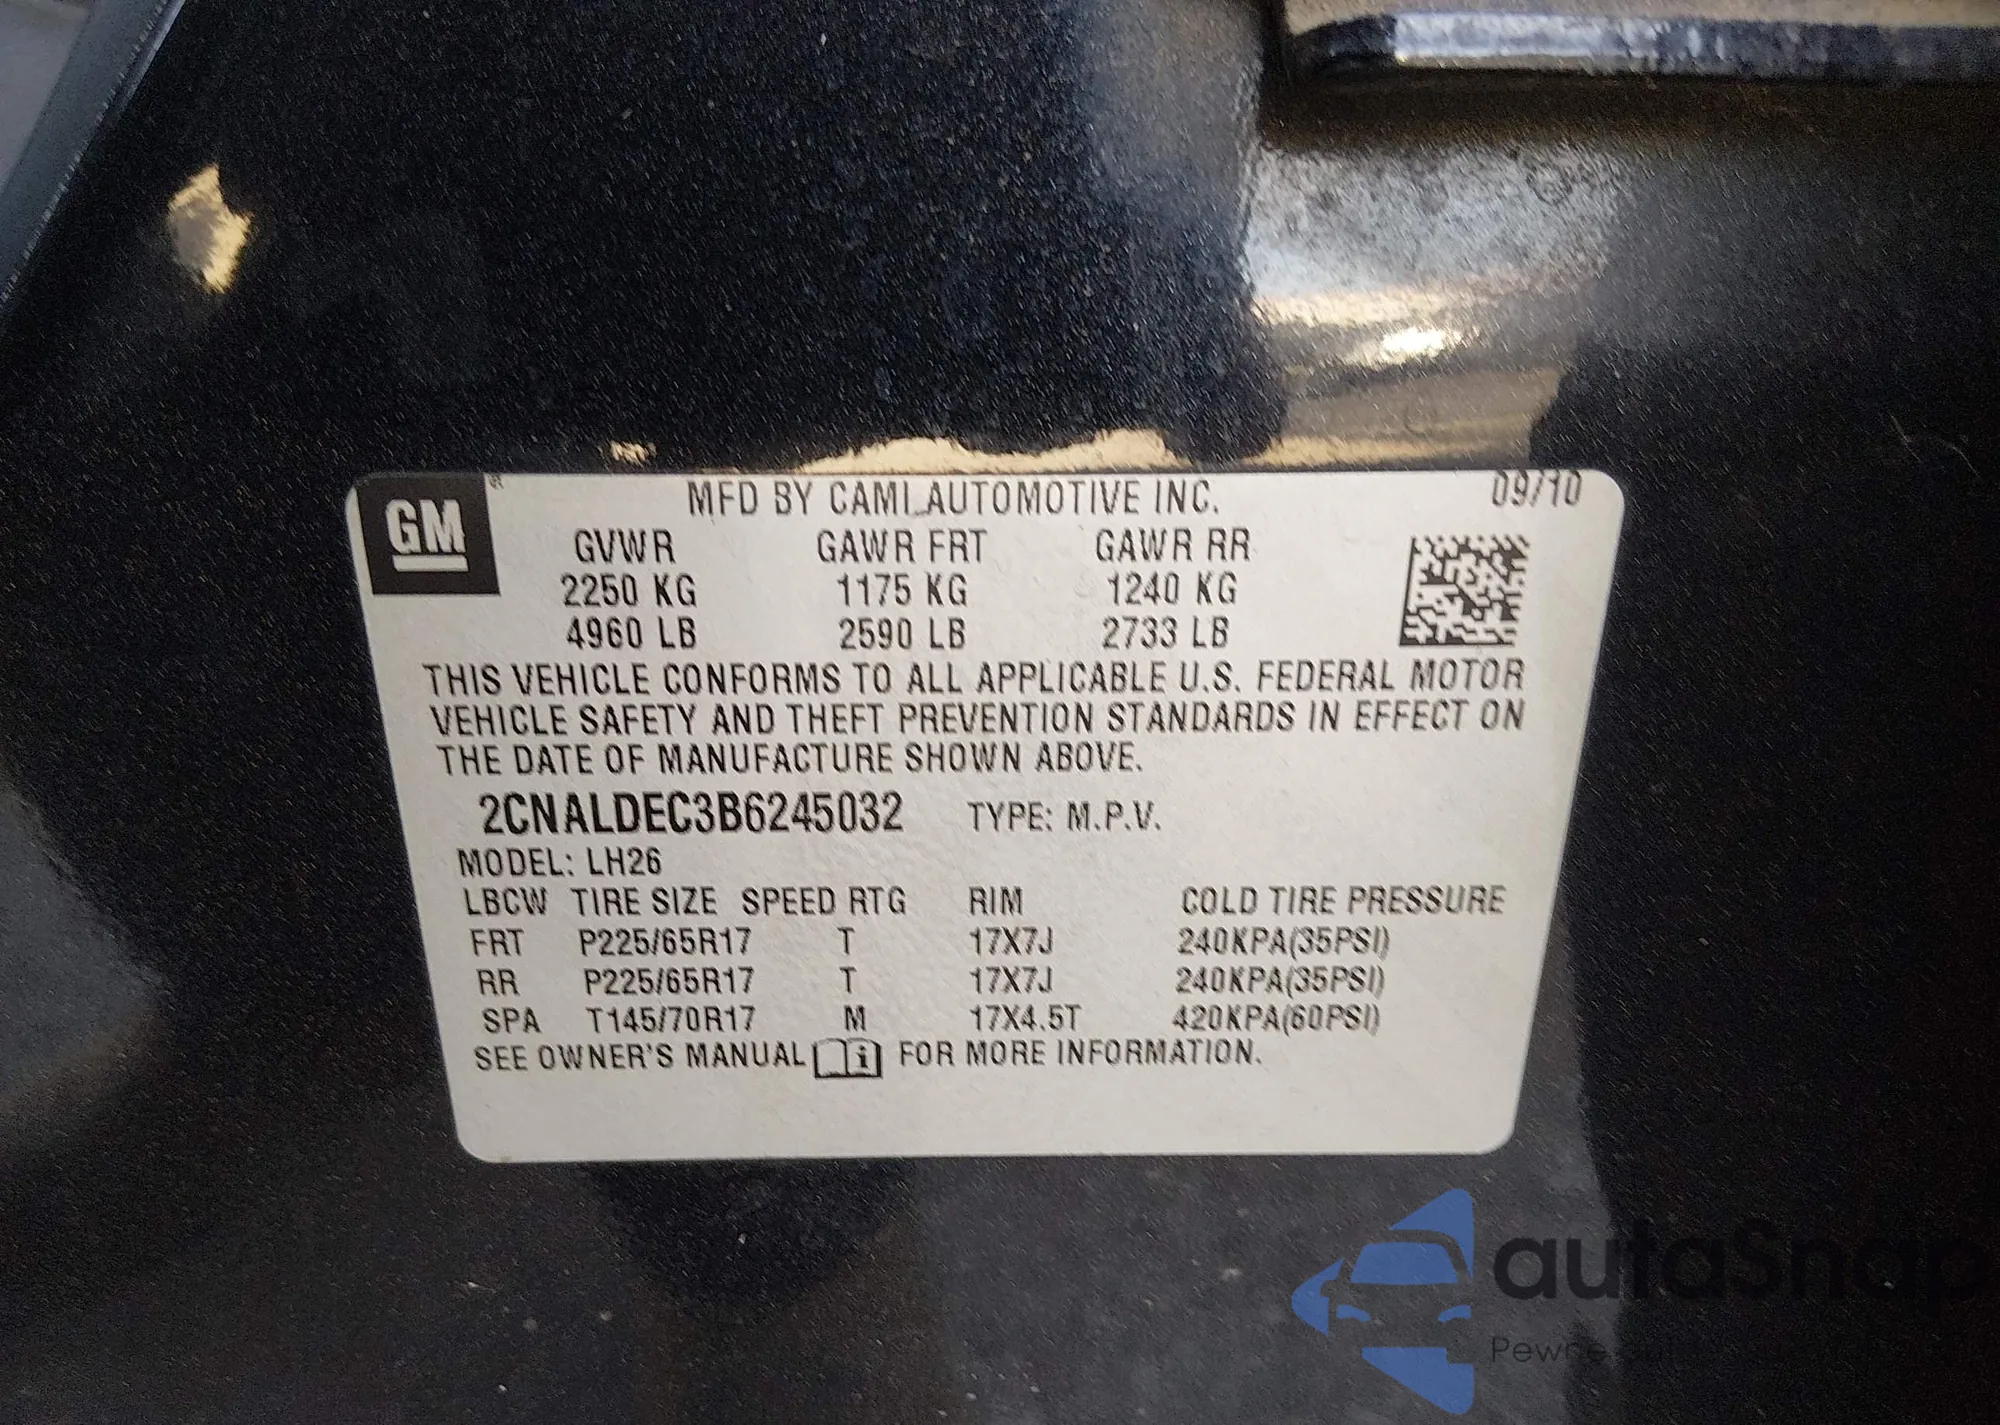 GM
MFD BY CAMI AUTOMOTIVE INC. 09/10
GVWR GAWR FRT GAWR RR
2250 KG 1175 KG 1240 KG
4960 LB 2590 LB 2733 LB
THIS VEHICLE CONFORMS TO ALL APPLICABLE U.S. FEDERAL MOTOR
VEHICLE SAFETY AND THEFT PREVENTION STANDARDS IN EFFECT ON
THE DATE OF MANUFACTURE SHOWN ABOVE.
2CNALDEC3B6245032 TYPE: M.P.V.
MODEL: LH26
LBCW TIRE SIZE SPEED RTG RIM COLD TIRE PRESSURE
FRT P225/65R17 T 17X7J 240KPA(35PSI)
RR P225/65R17 T 17X7J 240KPA(35PSI)
SPA T145/70R17 M 17X4.5T 420KPA(60PSI)
SEE OWNER'S MANUAL i FOR MORE INFORMATION.
autaSnap